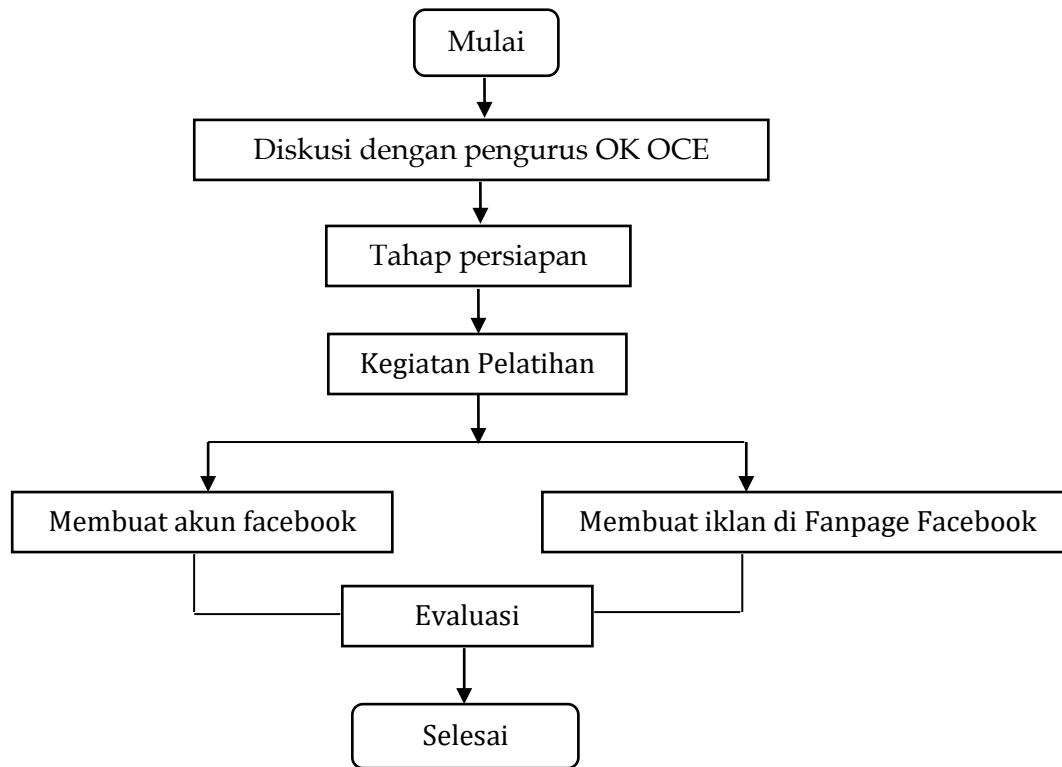 Mulai
Diskusi dengan pengurus OK OCE
Tahap persiapan
Kegiatan Pelatihan
Membuat akun facebook
Membuat iklan di Fanpage Facebook
Evaluasi
Selesai